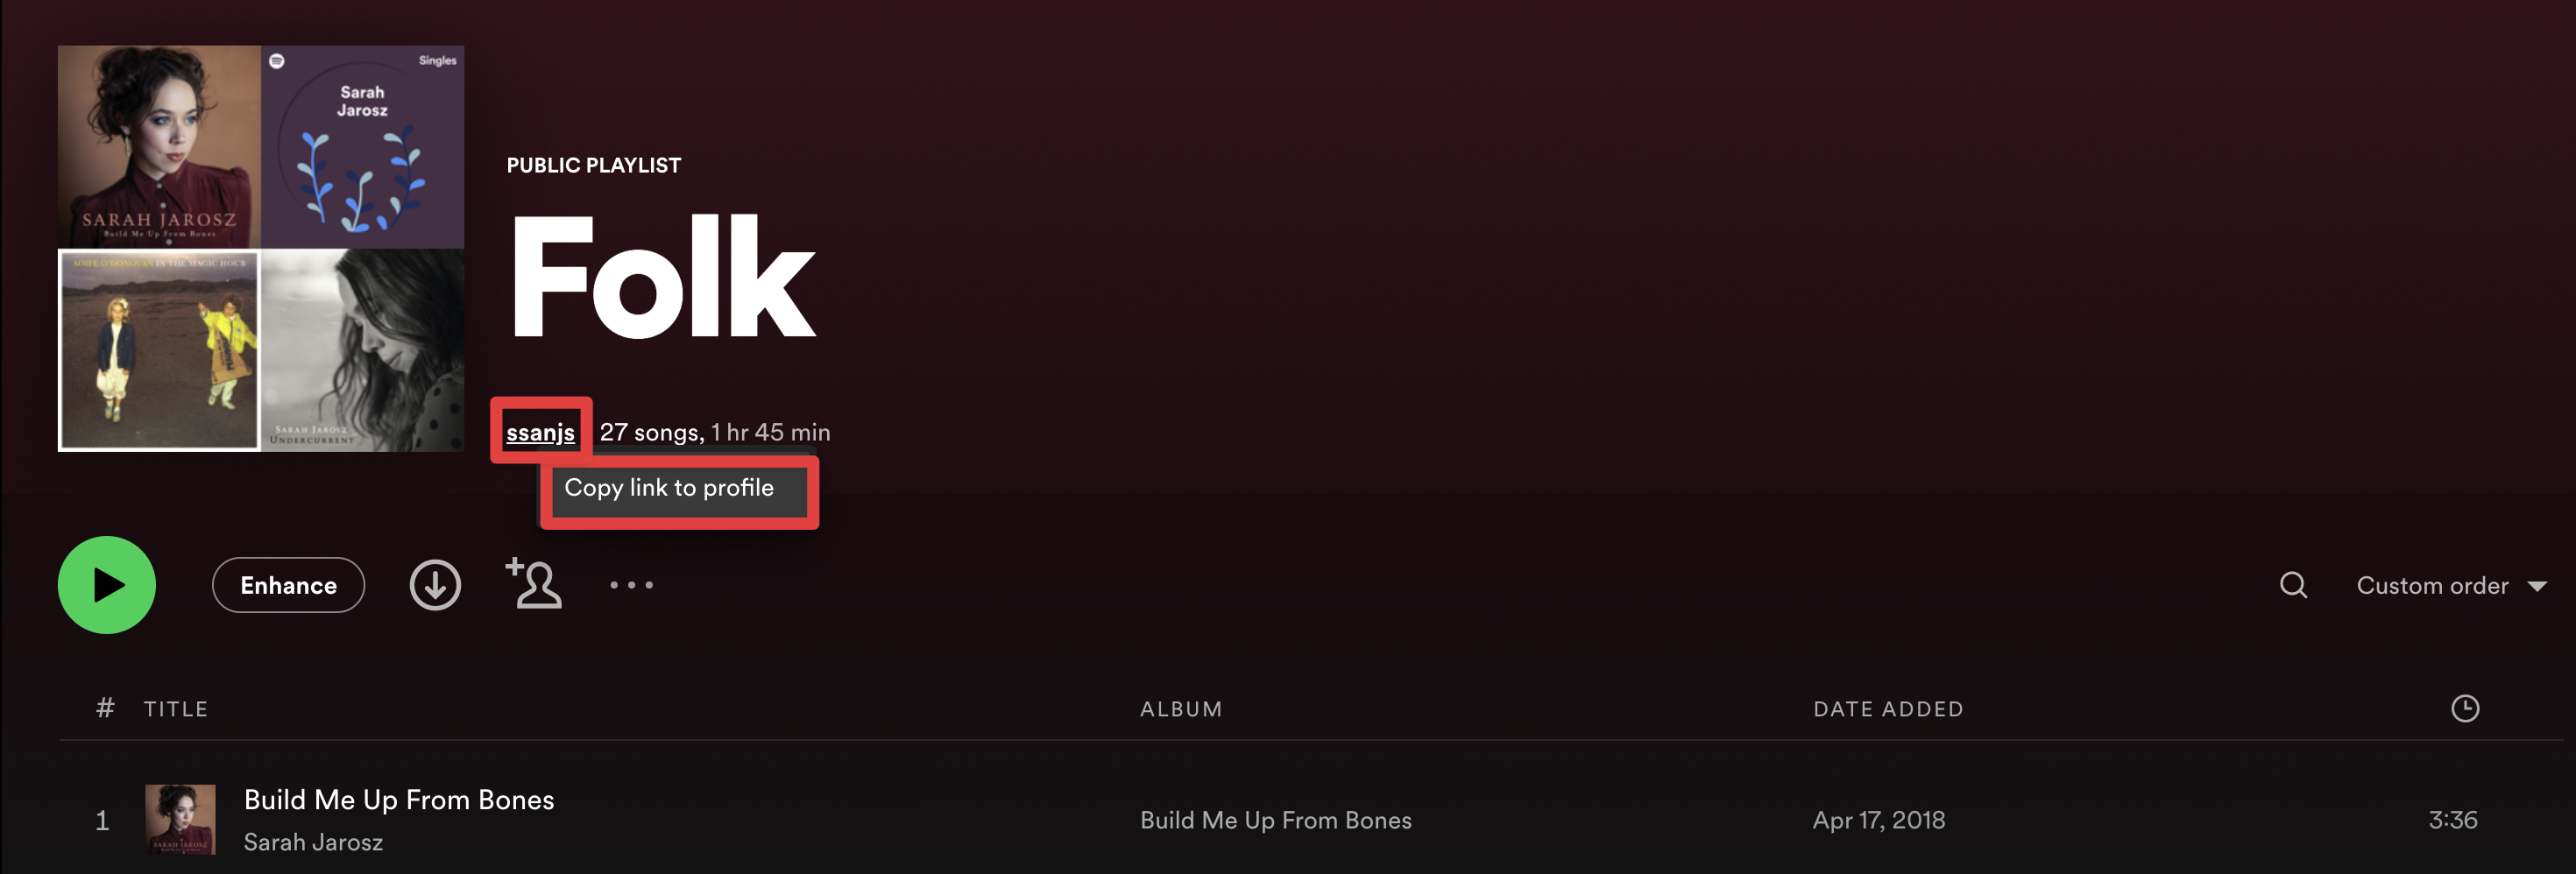 SARAH JAROSZ
Build Me Up From Bones
Singles
Sarah
Jarosz
AOIFE O'DONOVAN IN THE MAGIC HOUR
SARAH JAROSZ
UNDERCURRENT
PUBLIC PLAYLIST
Folk
ssanjs 27 songs, 1 hr 45 min
Copy link to profile
Enhance
Custom order
# TITLE ALBUM DATE ADDED
1 Build Me Up From Bones Build Me Up From Bones Apr 17, 2018 3:36
Sarah Jarosz
SARAH JAROSZ